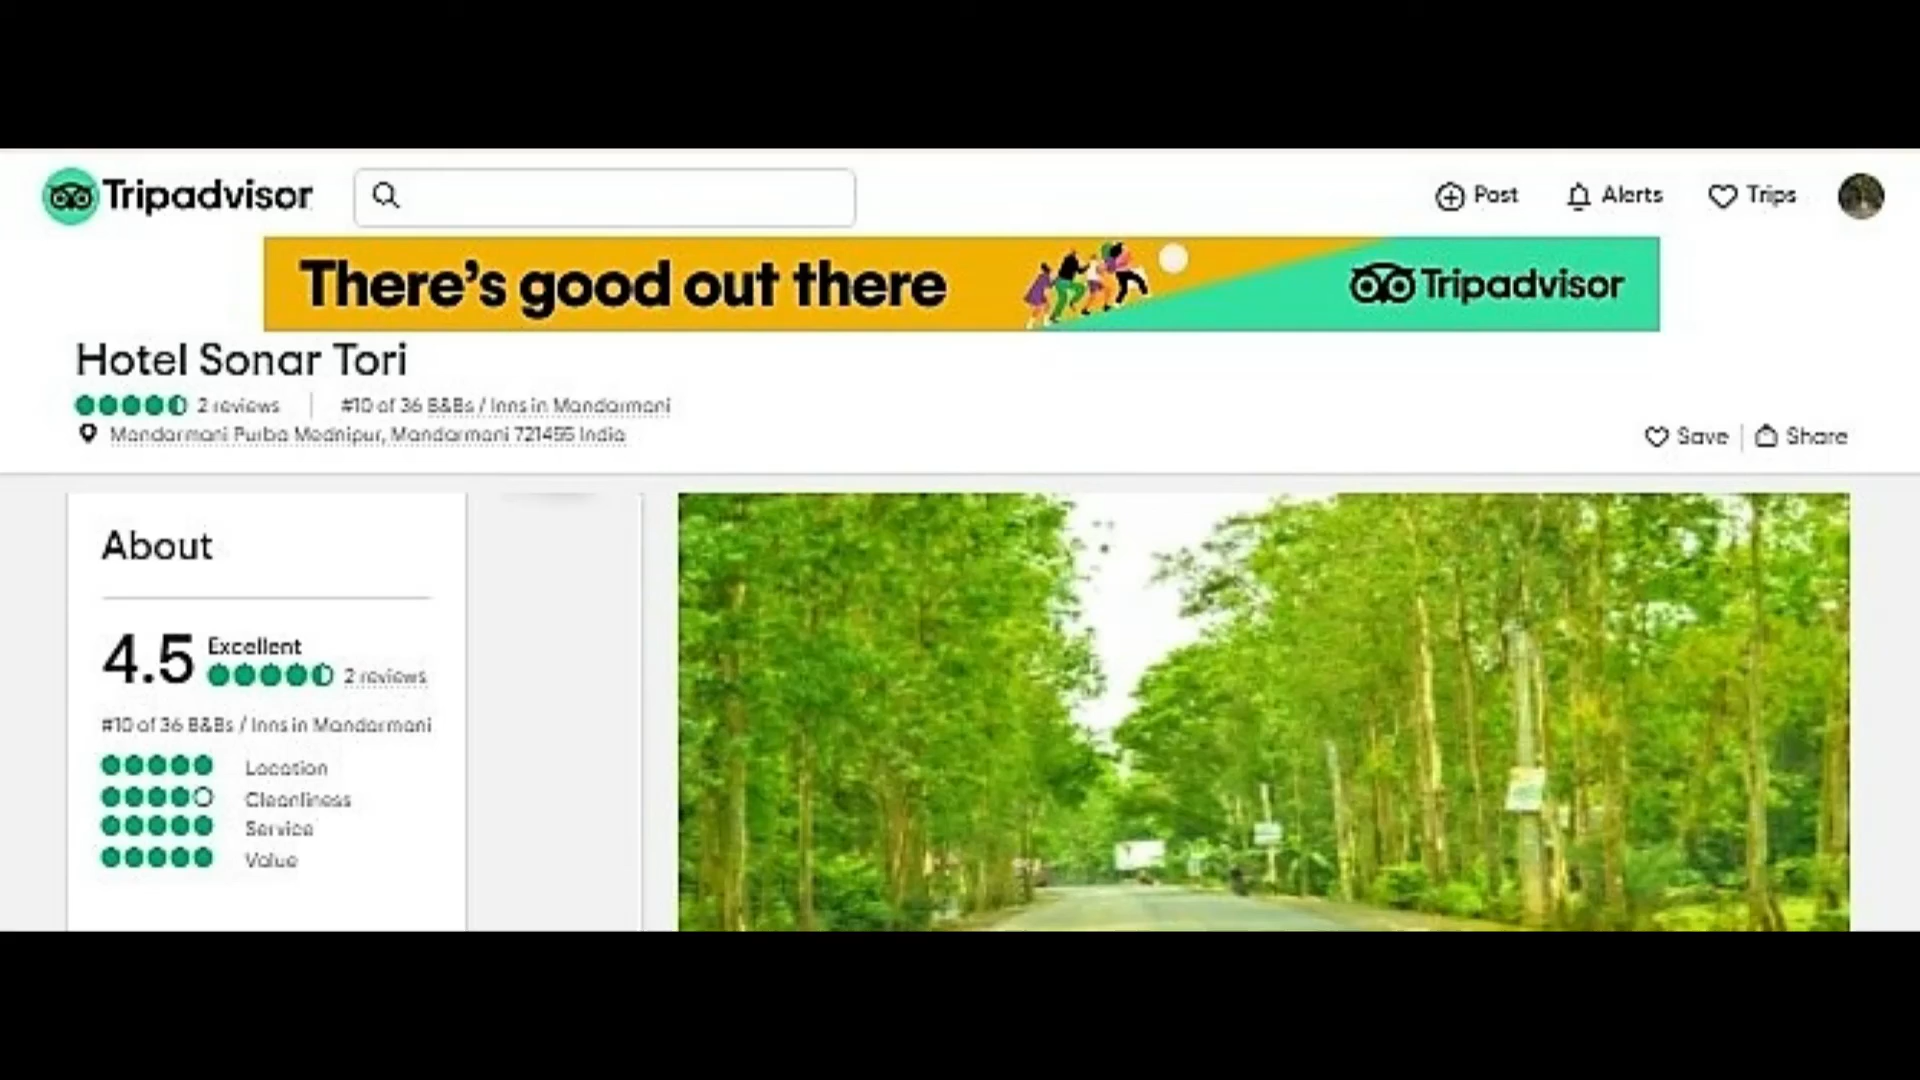 Tripadvisor
Post Alerts Trips
There's good out there Tripadvisor
Hotel Sonar Tori
2 reviews #10 of 36 B&Bs / Inns in Mandarmani
Mandarmani Purba Mednipur, Mandarmani 721455 India
Save Share
About
4.5 Excellent
2 reviews
#10 of 36 B&Bs / Inns in Mandarmani
Location
Cleanliness
Service
Value